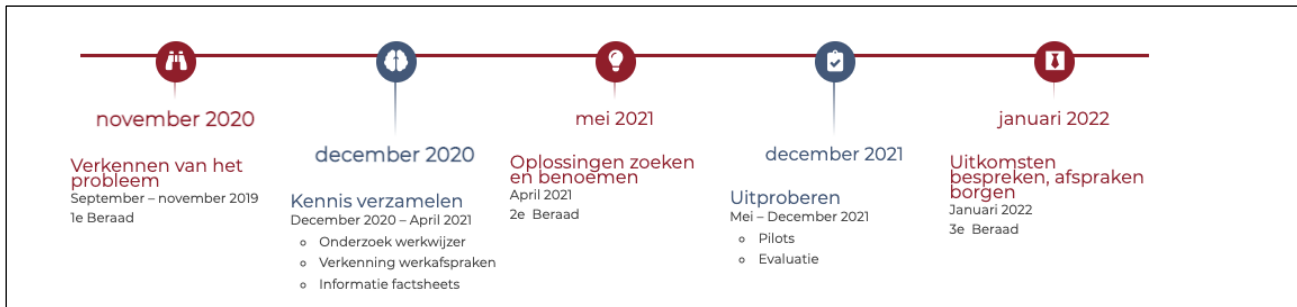 november 2020
Verkennen van het
probleem
September – november 2019
1e Beraad
december 2020
Kennis verzamelen
December 2020 – April 2021
Onderzoek werkwijzer
Verkenning werkafspraken
Informatie factsheets
mei 2021
Oplossingen zoeken
en benoemen
April 2021
2e Beraad
december 2021
Uitproberen
Mei – December 2021
Pilots
Evaluatie
januari 2022
Uitkomsten
bespreken, afspraken
borgen
Januari 2022
3e Beraad